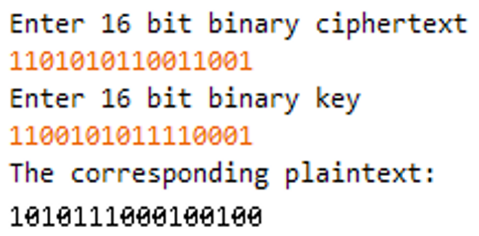 Enter 16 bit binary ciphertext
1101010110011001
Enter 16 bit binary key
1100101011110001
The corresponding plaintext:
1010111000100100